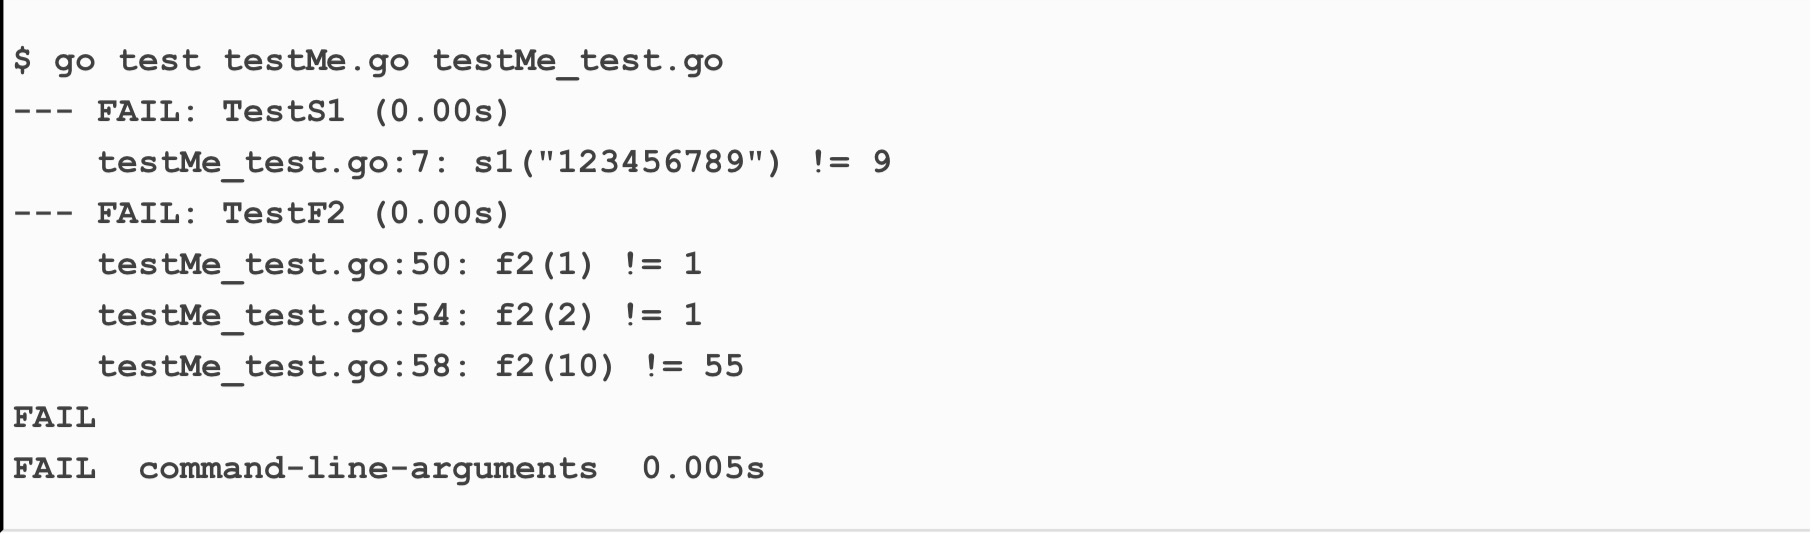 $ go test testMe.go testMe_test.go
--- FAIL: TestS1 (0.00s)
    testMe_test.go:7: s1("123456789") != 9
--- FAIL: TestF2 (0.00s)
    testMe_test.go:50: f2(1) != 1
    testMe_test.go:54: f2(2) != 1
    testMe_test.go:58: f2(10) != 55
FAIL
FAIL  command-line-arguments  0.005s